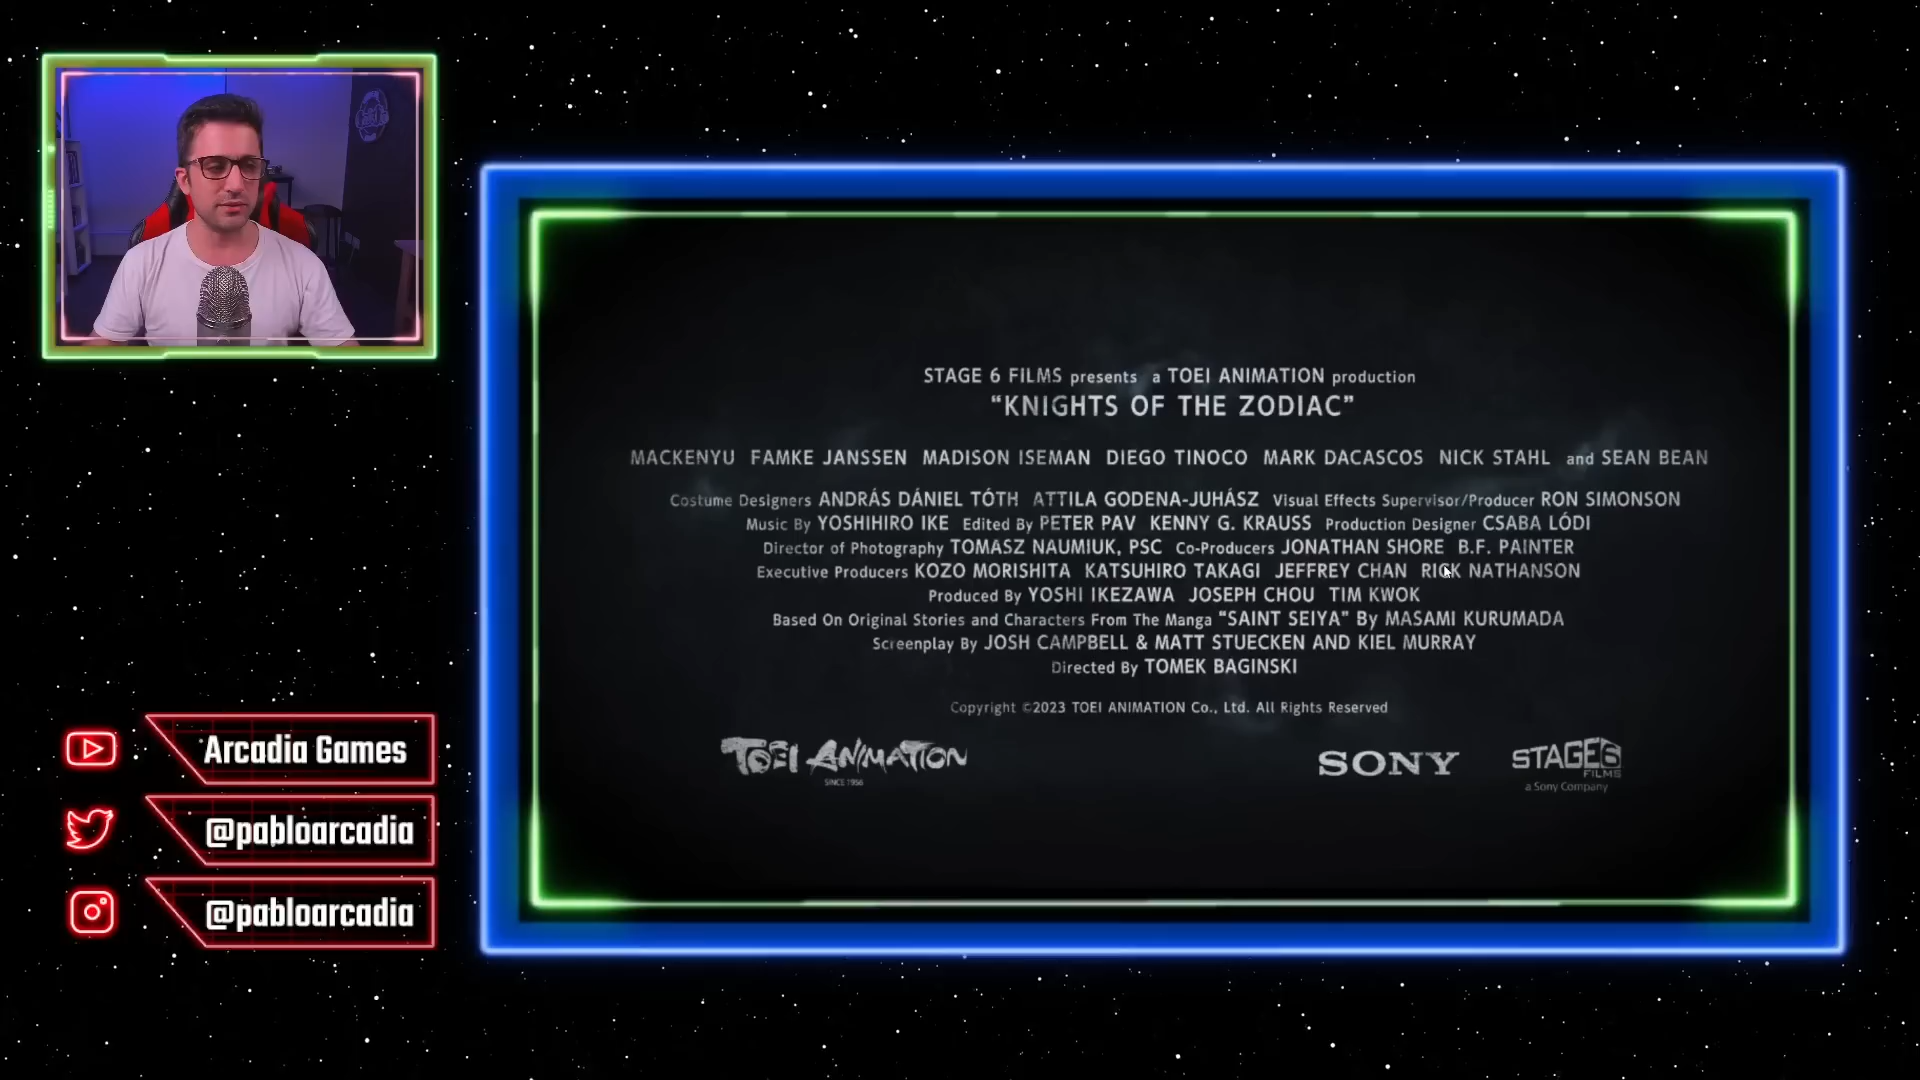 STAGE 6 FILMS presents a TOEI ANIMATION production
"KNIGHTS OF THE ZODIAC"
MACKENYU FAMKE JANSSEN MADISON ISEMAN DIEGO TINOCO MARK DACASCOS NICK STAHL and SEAN BEAN
Costume Designers ANDRÁS DÁNIEL TÓTH ATTILA GODENA-JUHÁSZ Visual Effects Supervisor/Producer RON SIMONSON
Music By YOSHIHIRO IKE Edited By PETER PAV KENNY G. KRAUSS Production Designer CSABA LÓDI
Director of Photography TOMASZ NAUMIUK, PSC Co-Producers JONATHAN SHORE B.F. PAINTER
Executive Producers KOZO MORISHITA KATSUHIRO TAKAGI JEFFREY CHAN RICK NATHANSON
Produced By YOSHI IKEZAWA JOSEPH CHOU TIM KWOK
Based On Original Stories and Characters From The Manga "SAINT SEIYA" By MASAMI KURUMADA
Screenplay By JOSH CAMPBELL & MATT STUECKEN AND KIEL MURRAY
Directed By TOMEK BAGINSKI
Copyright ©2023 TOEI ANIMATION Co., Ltd. All Rights Reserved
TOEI ANIMATION
SINCE 1956
SONY
STAGE 6
FILMS
a Sony Company
Arcadia Games
@pabloarcadia
@pabloarcadia